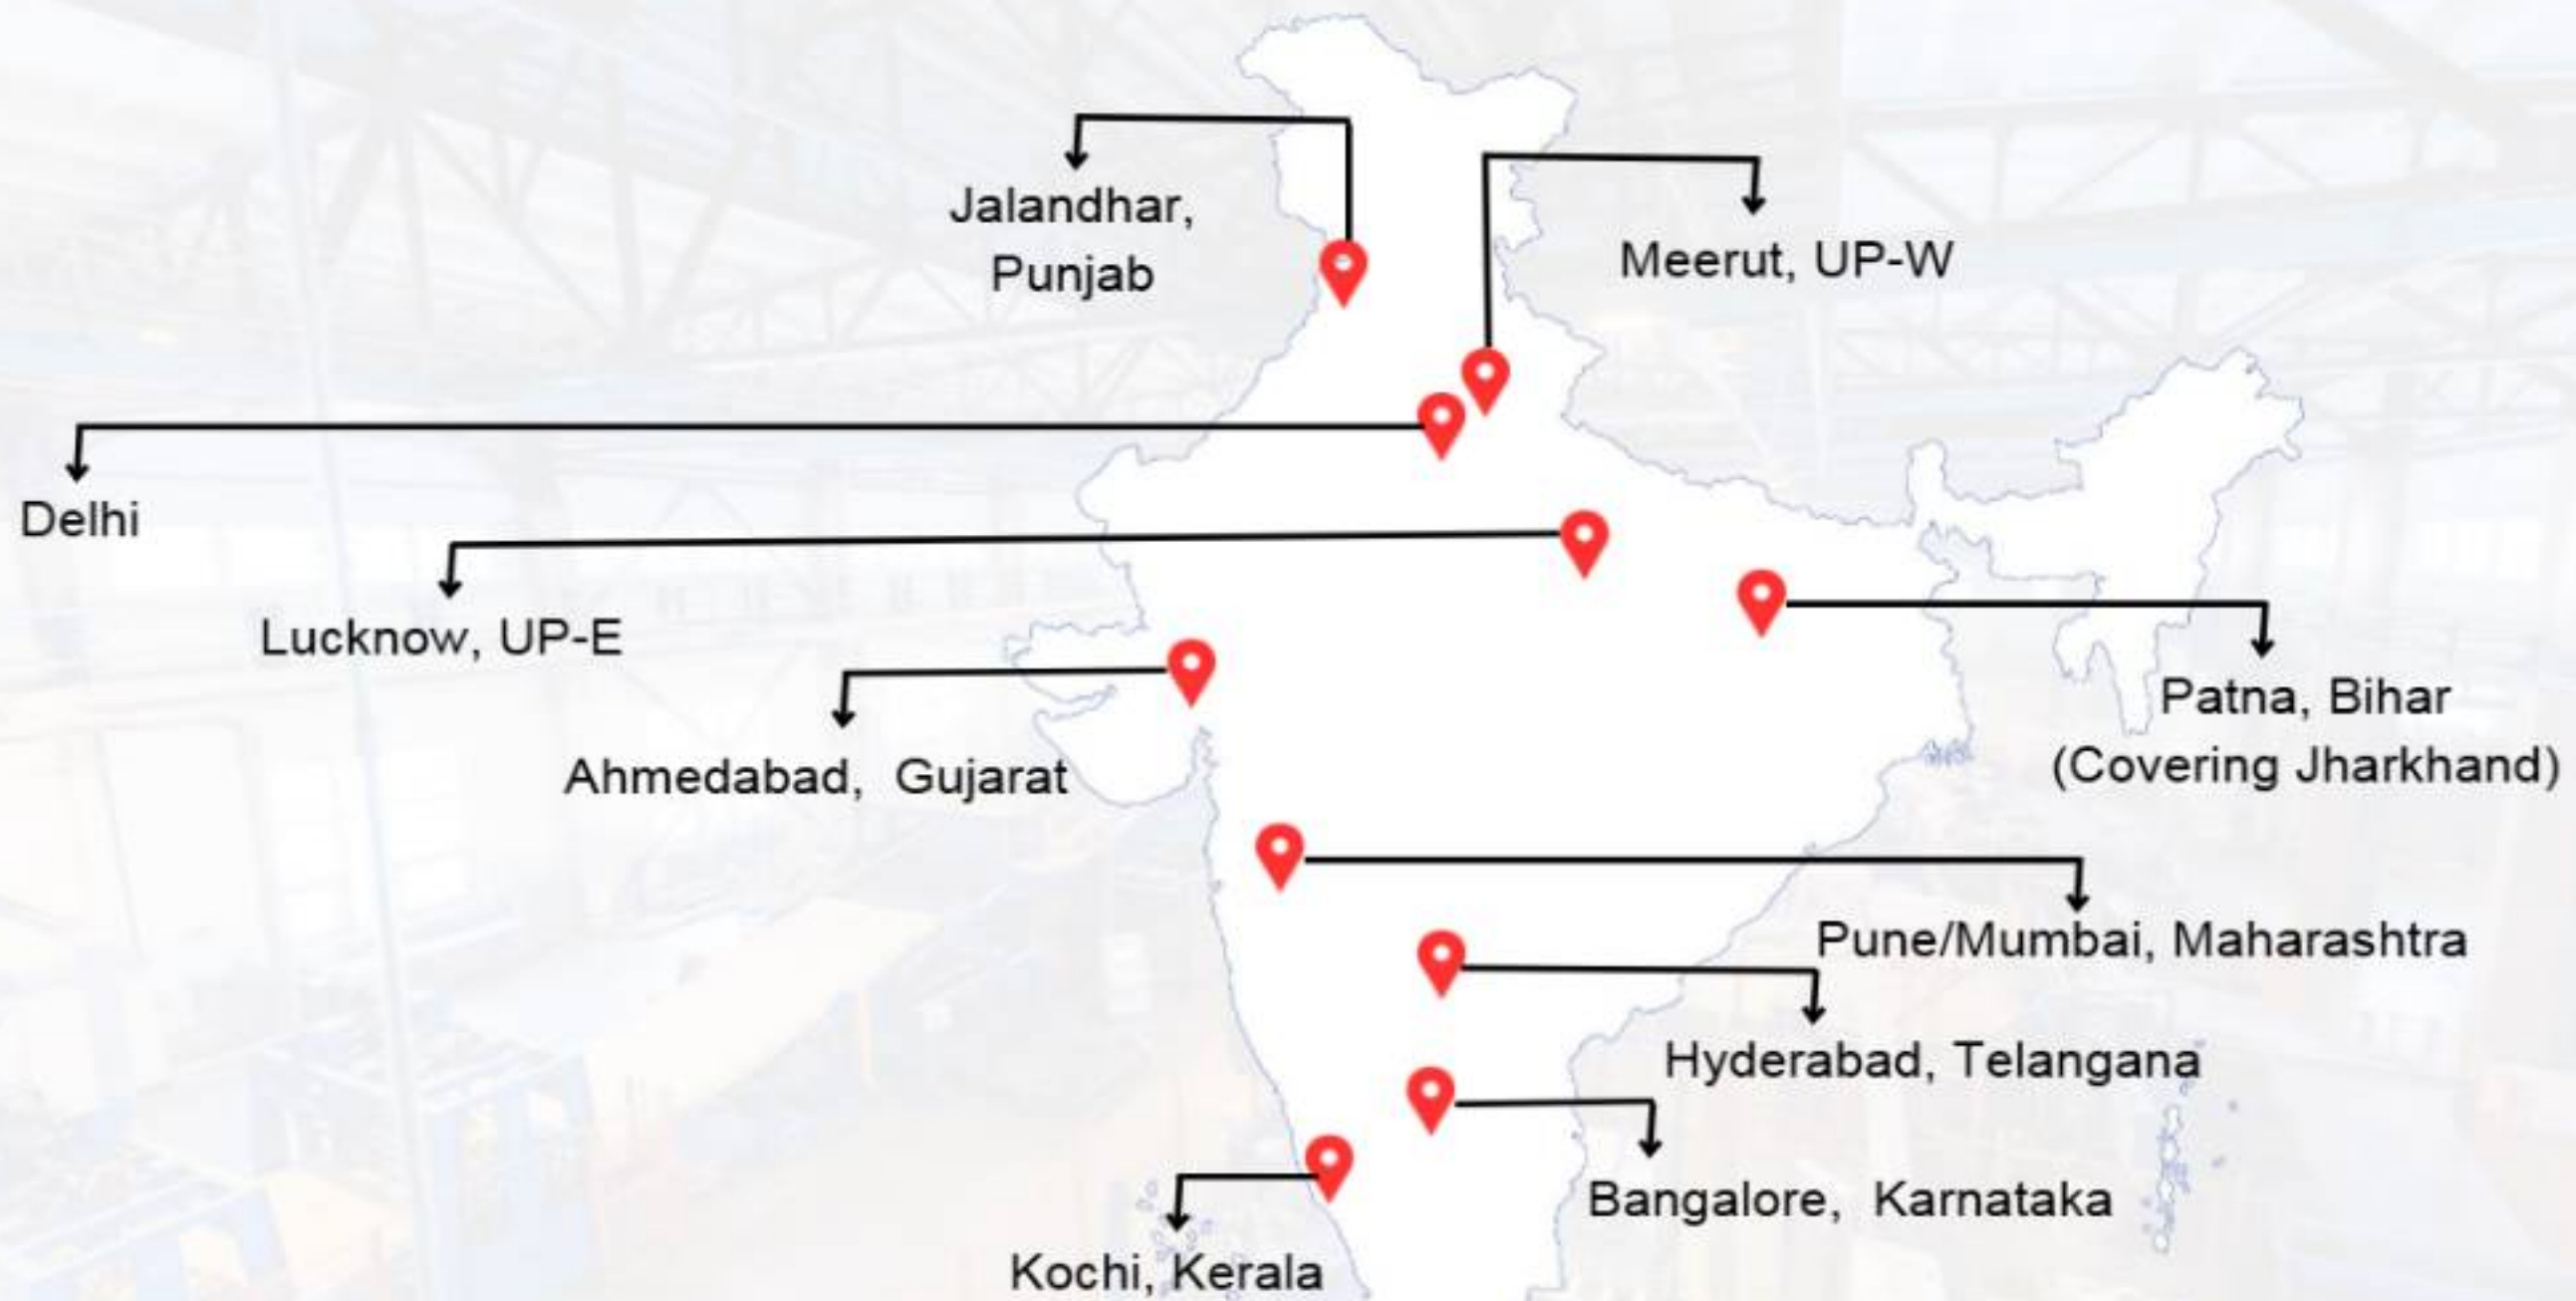 Jalandhar,
Punjab
Meerut, UP-W
Delhi
Lucknow, UP-E
Patna, Bihar
(Covering Jharkhand)
Ahmedabad,  Gujarat
Pune/Mumbai, Maharashtra
Hyderabad, Telangana
Bangalore,  Karnataka
Kochi, Kerala